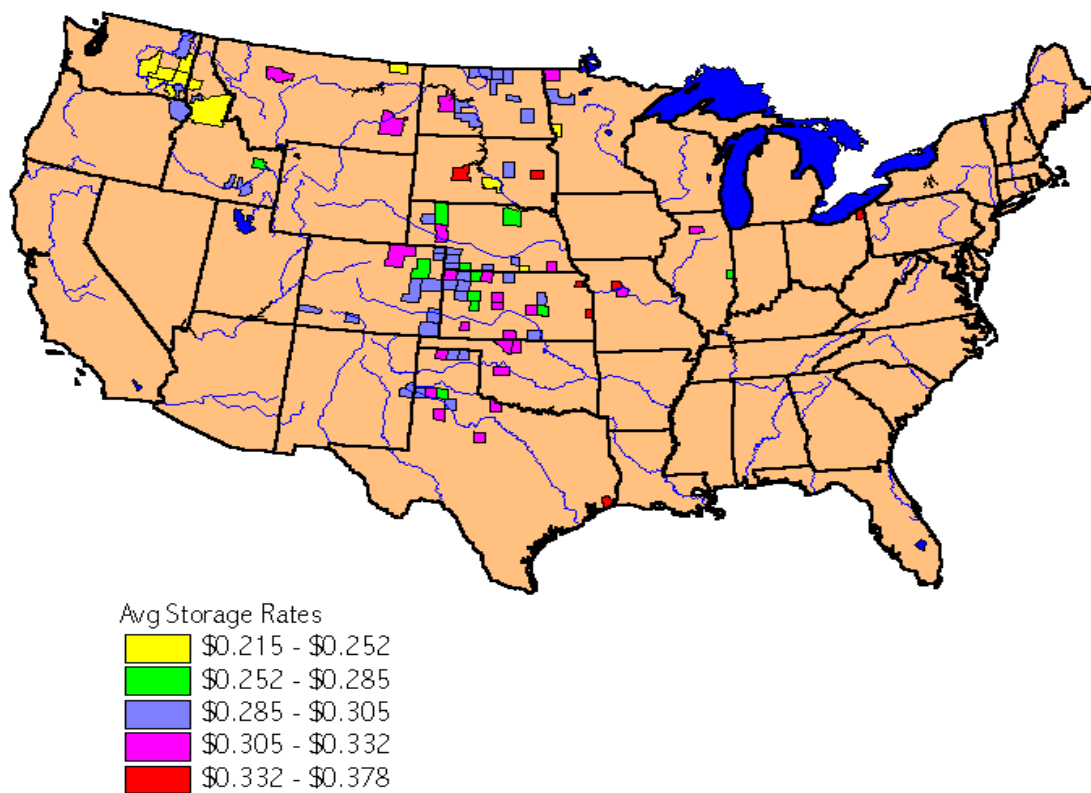 Avg Storage Rates
$0.215 - $0.252
$0.252 - $0.285
$0.285 - $0.305
$0.305 - $0.332
$0.332 - $0.378